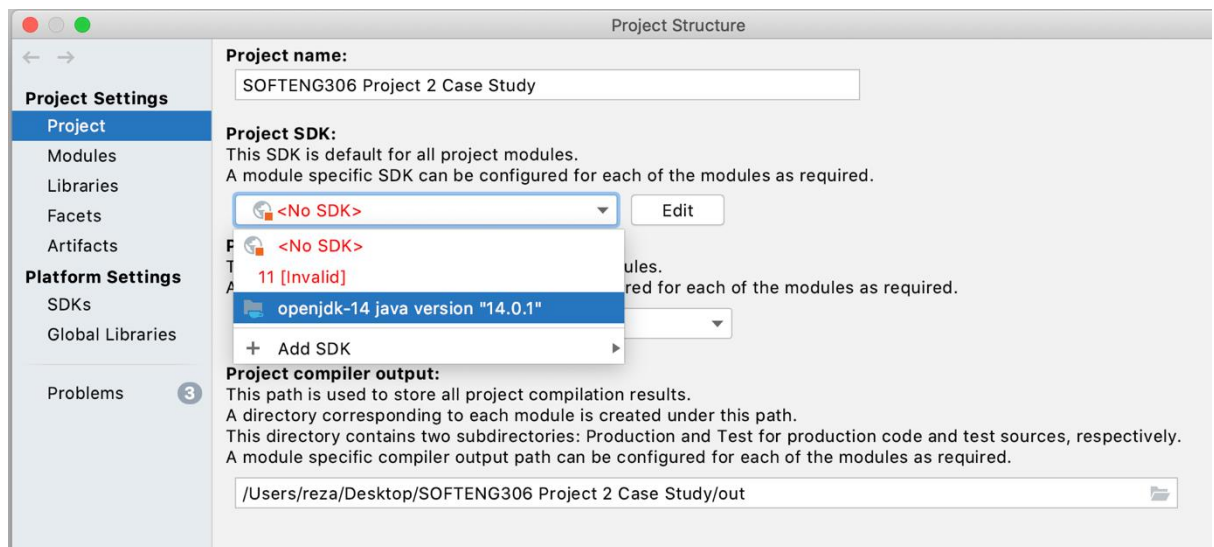 Project Structure
Project name:
SOFTENG306 Project 2 Case Study
Project Settings
Project
Modules
Libraries
Facets
Artifacts
Platform Settings
SDKs
Global Libraries
Problems 3
Project SDK:
This SDK is default for all project modules.
A module specific SDK can be configured for each of the modules as required.
<No SDK> Edit
<No SDK>
11 [Invalid]
openjdk-14 java version "14.0.1"
+ Add SDK
P
T ules.
A red for each of the modules as required.
Project compiler output:
This path is used to store all project compilation results.
A directory corresponding to each module is created under this path.
This directory contains two subdirectories: Production and Test for production code and test sources, respectively.
A module specific compiler output path can be configured for each of the modules as required.
/Users/reza/Desktop/SOFTENG306 Project 2 Case Study/out